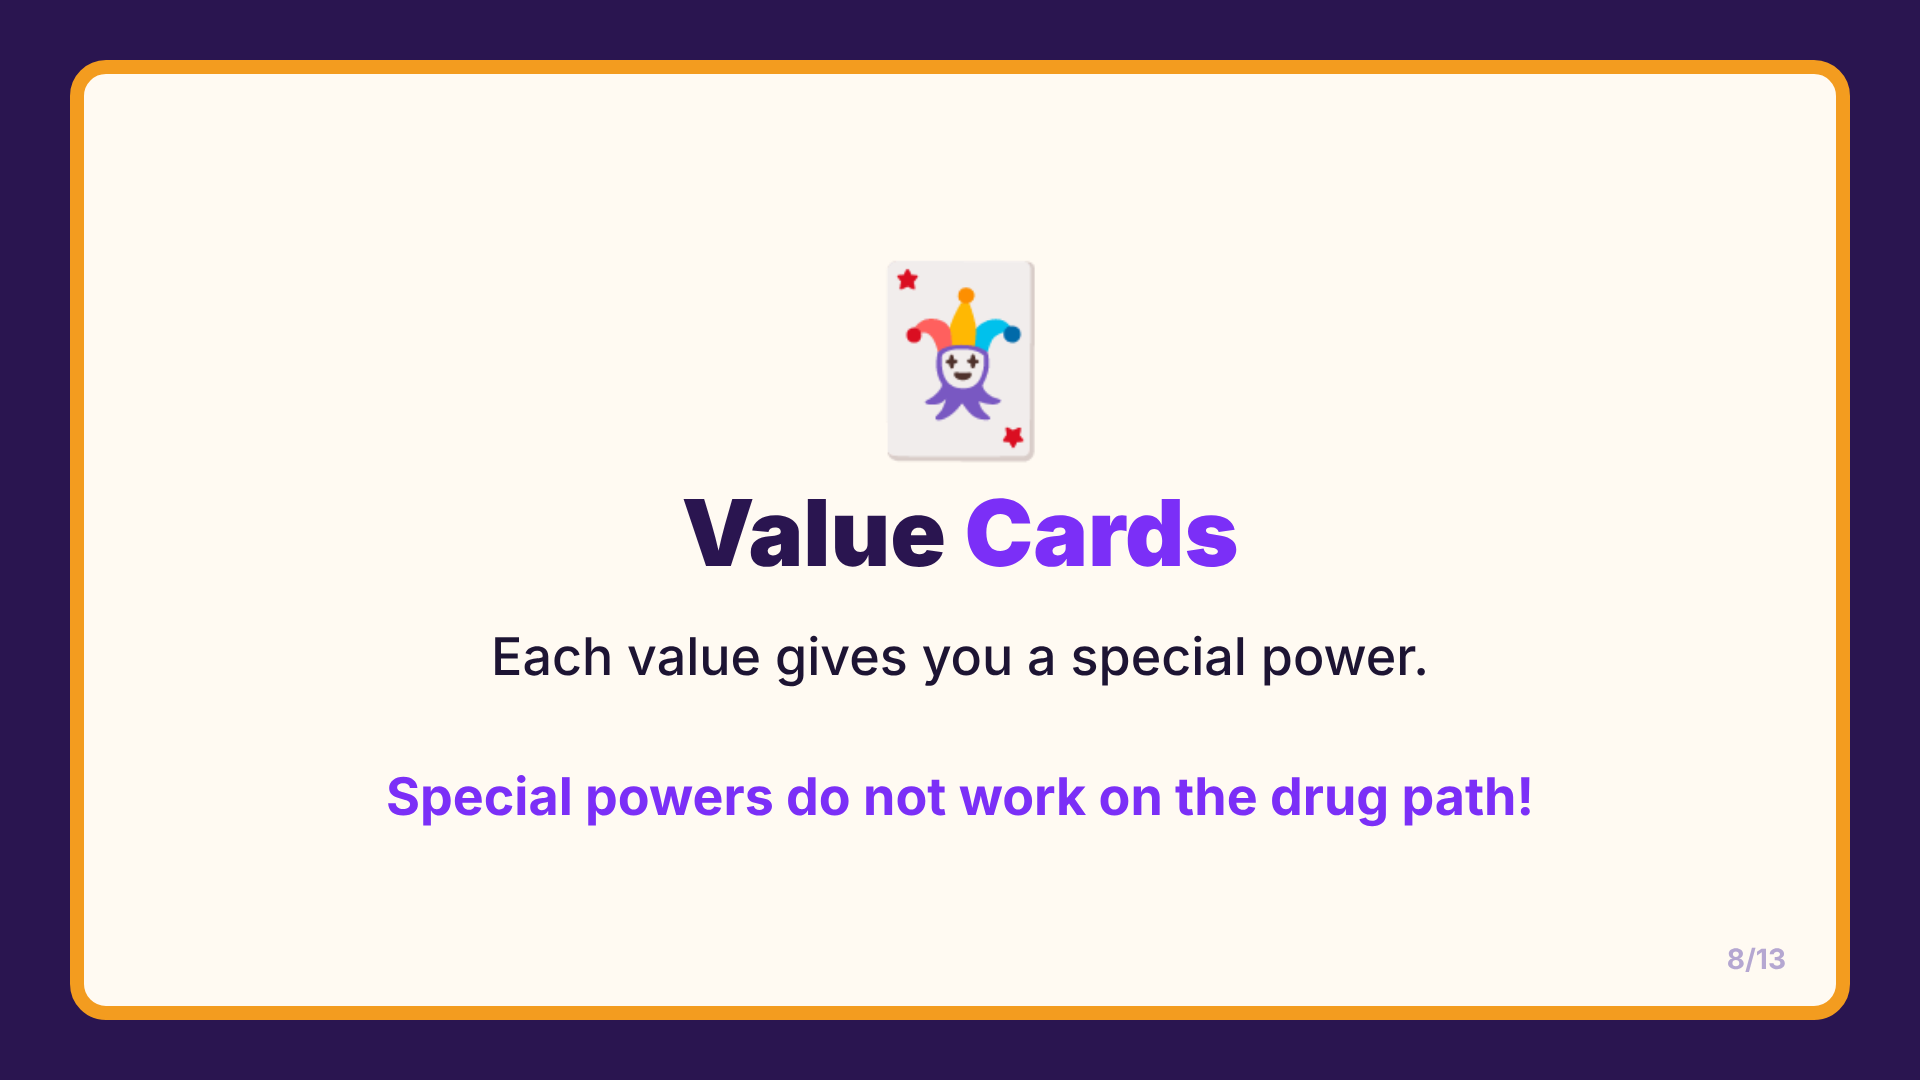 Value Cards
Each value gives you a special power.
Special powers do not work on the drug path!
8/13